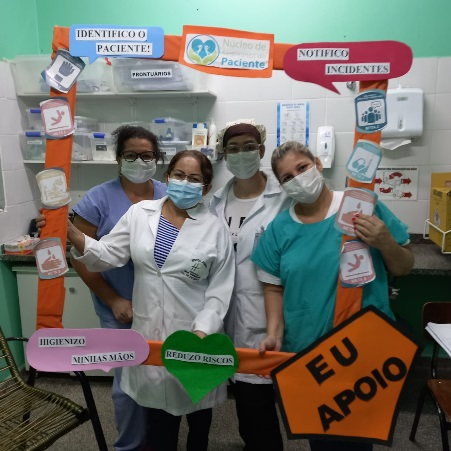 IDENTIFICO O
PACIENTE!
Núcleo de
Paciente
NOTIFICO
INCIDENTES
PRONTUÁRIOS
HIGIENIZO
MINHAS MÃOS
REDUZO RISCOS
EU
APOIO